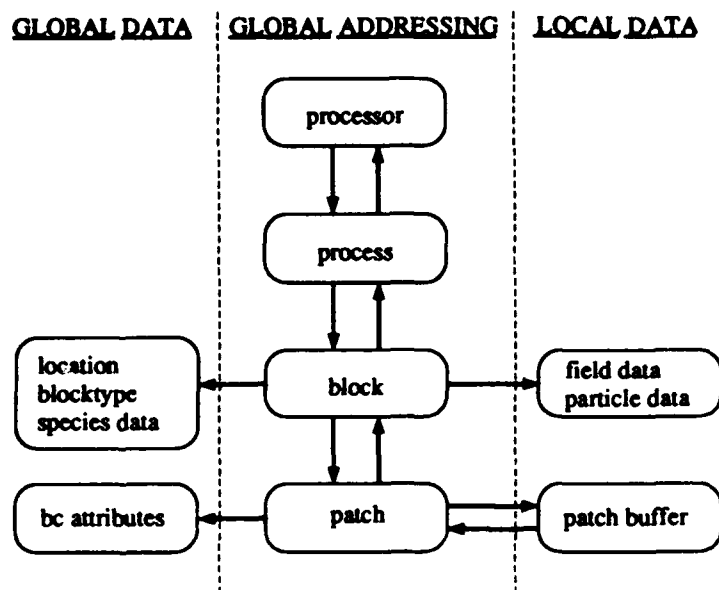 GLOBAL DATA
GLOBAL ADDRESSING
LOCAL DATA
processor
process
location
blocktype
species data
block
field data
particle data
bc attributes
patch
patch buffer